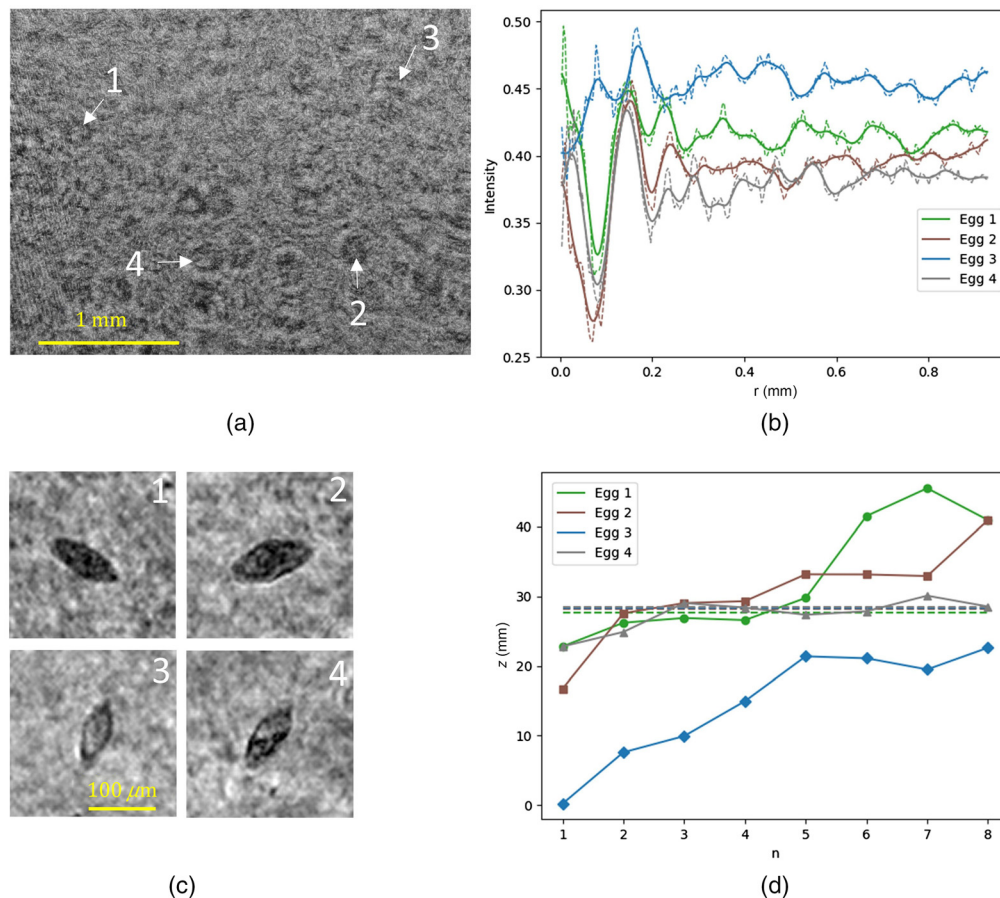 1
3
4
2
1 mm
(a)
0.50
0.45
0.40
0.35
0.30
0.25
Intensity
Egg 1
Egg 2
Egg 3
Egg 4
0.0 0.2 0.4 0.6 0.8
r (mm)
(b)
1
2
3
4
100 μm
(c)
Egg 1
Egg 2
Egg 3
Egg 4
40
30
20
10
0
z (mm)
1 2 3 4 5 6 7 8
n
(d)